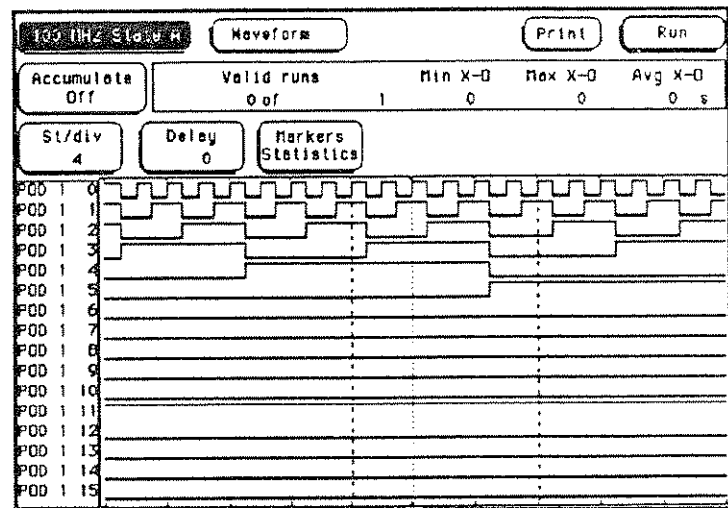 100 MHz State A Waveform Print Run
Accumulate Off
Valid runs 0 of 1
Min X-O 0
Max X-O 0
Avg X-O 0 s
St/div 4
Delay 0
Markers Statistics
POD 1 0
POD 1 1
POD 1 2
POD 1 3
POD 1 4
POD 1 5
POD 1 6
POD 1 7
POD 1 8
POD 1 9
POD 1 10
POD 1 11
POD 1 12
POD 1 13
POD 1 14
POD 1 15